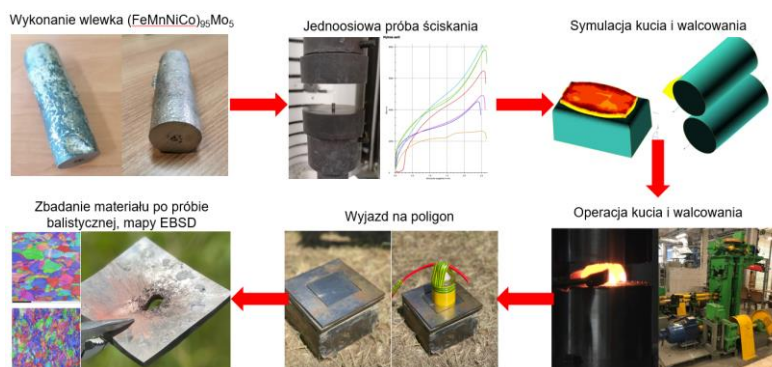 Wykonanie wlewka (FeMnNiCo)₉₅Mo₅
Jednoosiowa próba ściskania
Symulacja kucia i walcowania
Zbadanie materiału po próbie
balistycznej, mapy EBSD
Wyjazd na poligon
Operacja kucia i walcowania